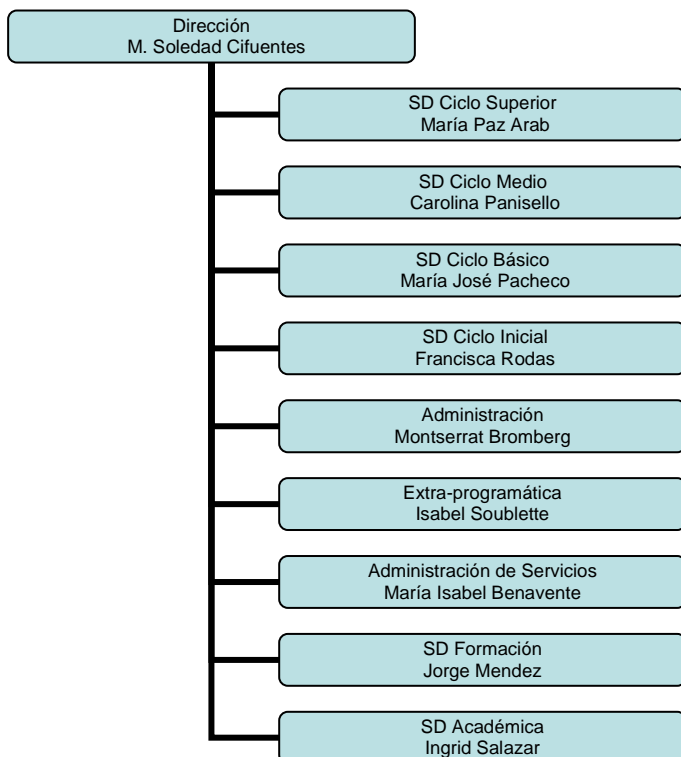 Dirección
M. Soledad Cifuentes
SD Ciclo Superior
María Paz Arab
SD Ciclo Medio
Carolina Panisello
SD Ciclo Básico
María José Pacheco
SD Ciclo Inicial
Francisca Rodas
Administración
Montserrat Bromberg
Extra-programática
Isabel Soublette
Administración de Servicios
María Isabel Benavente
SD Formación
Jorge Mendez
SD Académica
Ingrid Salazar